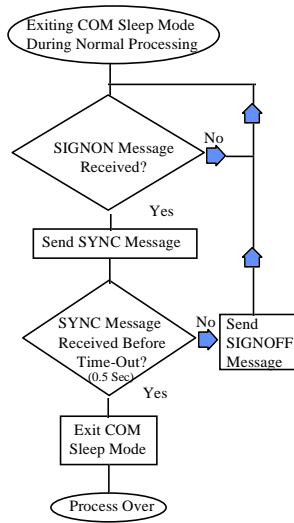 Exiting COM Sleep Mode
During Normal Processing
SIGNON Message
Received?
No
Yes
Send SYNC Message
SYNC Message
Received Before
Time-Out?
(0.5 Sec)
No
Send
SIGNOFF
Message
Yes
Exit COM
Sleep Mode
Process Over